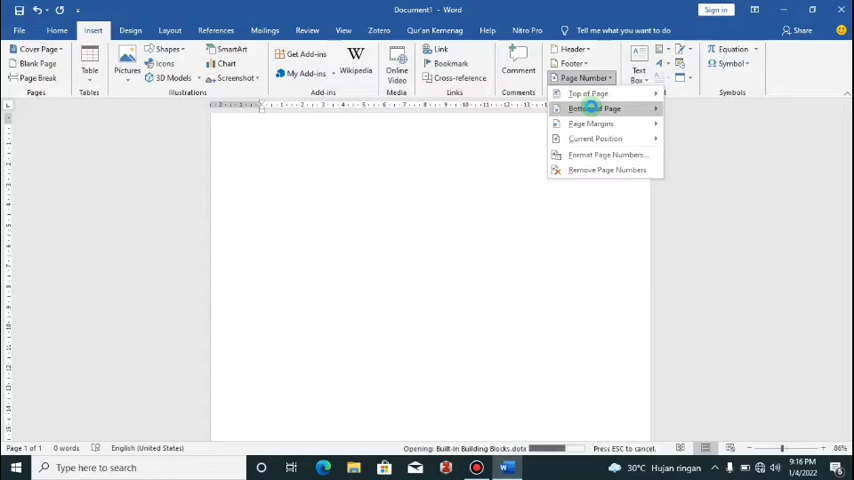 Document1 - Word
Sign in
File Home Insert Design Layout References Mailings Review View Zotero Qur'an Kemenag Help Nitro Pro Tell me what you want to do Share
Cover Page
Blank Page
Page Break
Pages
Table
Tables
Pictures
Shapes
Icons
3D Models
SmartArt
Chart
Screenshot
Illustrations
Get Add-ins
My Add-ins
Wikipedia
Add-ins
Online
Video
Media
Link
Bookmark
Cross-reference
Links
Comment
Comments
Header
Footer
Page Number
Text
Box
Equation
Symbol
Symbols
Top of Page
Bottom of Page
Page Margins
Current Position
Format Page Numbers...
Remove Page Numbers
Page 1 of 1 0 words English (United States) Opening: Built-In Building Blocks.dotx Press ESC to cancel. 86%
Type here to search
30°C Hujan ringan
9:16 PM
1/4/2022